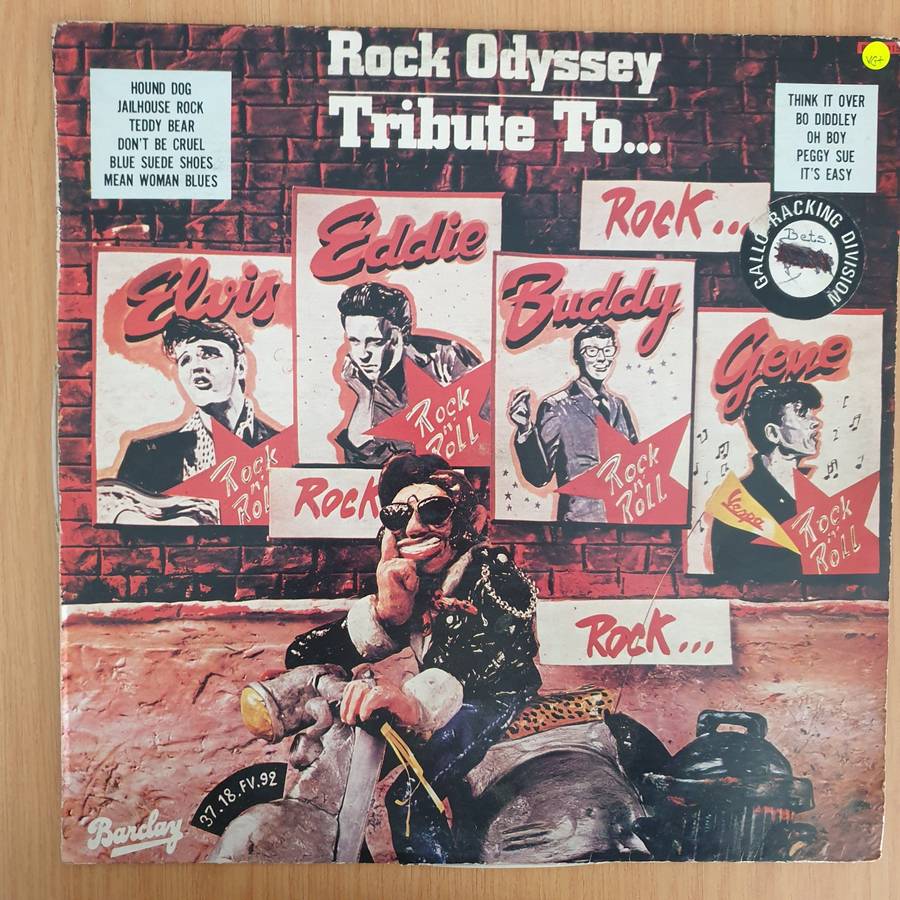 Rock Odyssey
Tribute To...
HOUND DOG
JAILHOUSE ROCK
TEDDY BEAR
DON'T BE CRUEL
BLUE SUEDE SHOES
MEAN WOMAN BLUES
THINK IT OVER
BO DIDDLEY
OH BOY
PEGGY SUE
IT'S EASY
VG+
GALLO RACKING DIVISION
Bets.
Rock...
Elvis
Rock
n'
Roll
Eddie
Rock
n'
Roll
Buddy
Rock
n'
Roll
Gene
Vespa
Rock
n'
Roll
Rock
Rock...
37.18.FV.92
Barclay